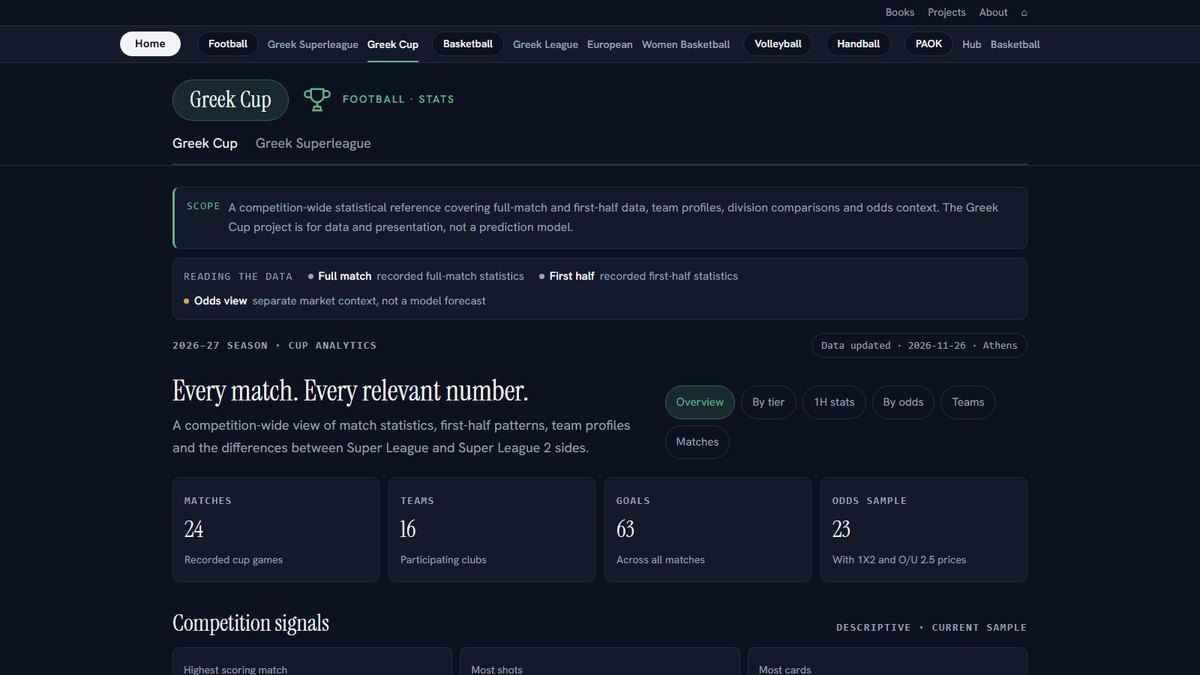 Books Projects About
Home Football Greek Superleague Greek Cup Basketball Greek League European Women Basketball Volleyball Handball PAOK Hub Basketball
Greek Cup FOOTBALL · STATS
Greek Cup Greek Superleague
SCOPE A competition-wide statistical reference covering full-match and first-half data, team profiles, division comparisons and odds context. The Greek
Cup project is for data and presentation, not a prediction model.
READING THE DATA Full match recorded full-match statistics First half recorded first-half statistics
Odds view separate market context, not a model forecast
2026–27 SEASON · CUP ANALYTICS
Data updated · 2026-11-26 · Athens
Every match. Every relevant number.
A competition-wide view of match statistics, first-half patterns, team profiles
and the differences between Super League and Super League 2 sides.
Overview By tier 1H stats By odds Teams
Matches
MATCHES
24
Recorded cup games
TEAMS
16
Participating clubs
GOALS
63
Across all matches
ODDS SAMPLE
23
With 1X2 and O/U 2.5 prices
Competition signals
DESCRIPTIVE · CURRENT SAMPLE
Highest scoring match
Most shots
Most cards